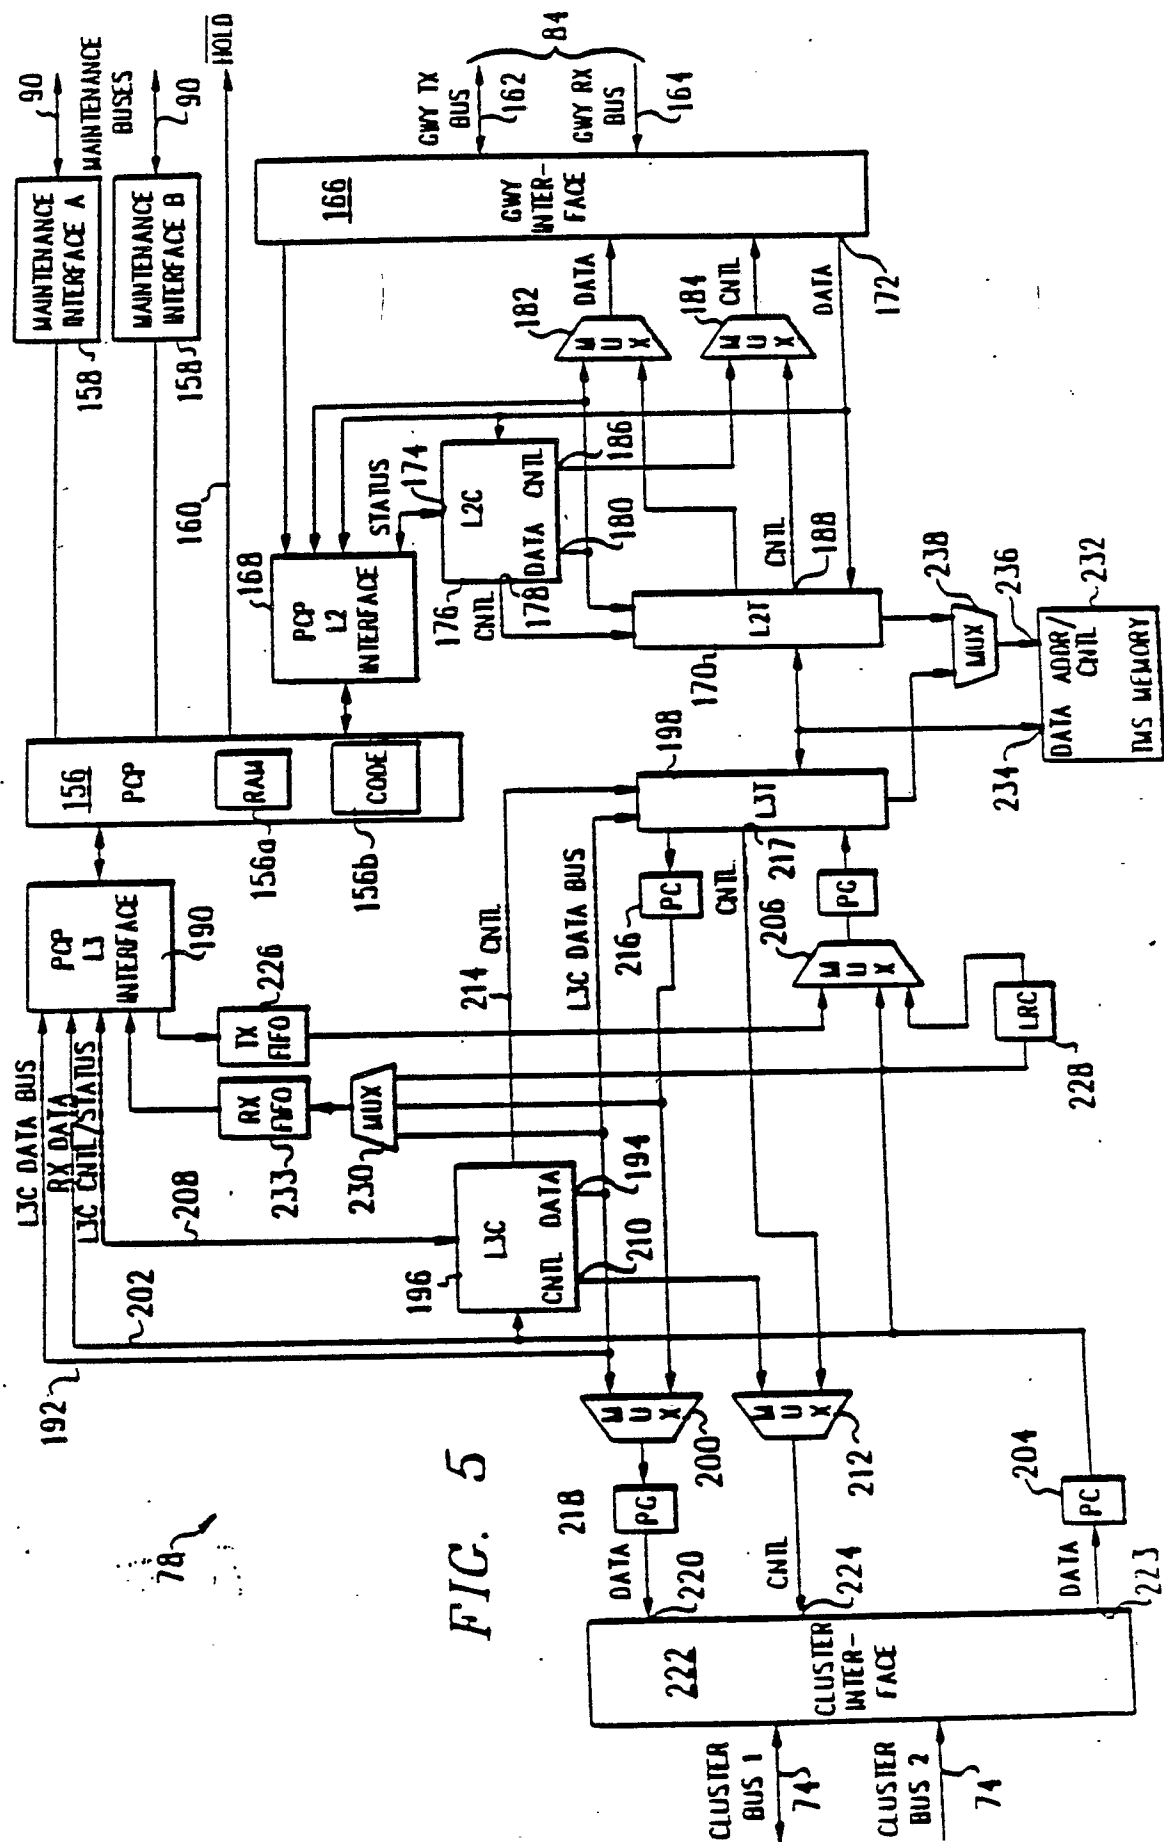 90
MAINTENANCE
BUSES
90
HOLD
MAINTENANCE
INTERFACE A
158
MAINTENANCE
INTERFACE B
158
160
GWY TX
BUS
162
84
GWY RX
BUS
164
166
GWY
INTER-
FACE
172
DATA
182
MUX
CNTL
184
MUX
DATA
156
PCP
RAM
156a
CODE
156b
168
PCP
L2
INTERFACE
STATUS
174
L2C
DATA CNTL
176
CNTL
178
180
186
CNTL
188
L2T
170
238
MUX
236
232
DATA ADDR/
CNTL
TMS MEMORY
234
PCP
L3
INTERFACE
190
L3C DATA BUS
RX DATA
L3C CNTL/STATUS
TX
FIFO
226
RX
FIFO
233
MUX
230
208
202
192
214
CNTL
L3C DATA BUS
198
L3T
217
CNTL
PC
216
PG
206
MUX
LRC
228
196
L3C
CNTL DATA
194
210
MUX
200
MUX
212
218
PG
DATA
220
CNTL
224
204
PC
DATA
223
222
CLUSTER
INTER-
FACE
CLUSTER
BUS 1
74
CLUSTER
BUS 2
74
78
FIG. 5